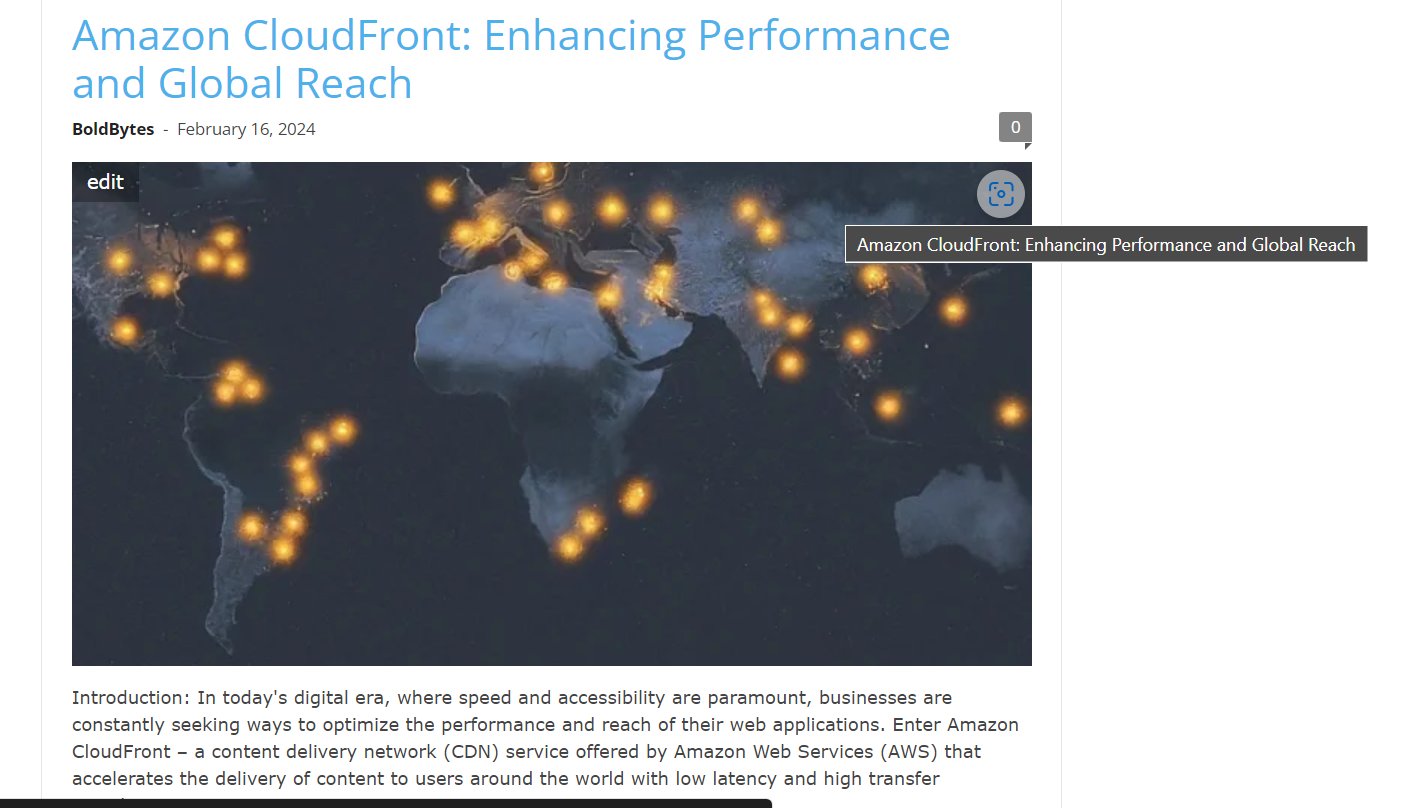 Amazon CloudFront: Enhancing Performance
and Global Reach
BoldBytes - February 16, 2024
0
edit
Amazon CloudFront: Enhancing Performance and Global Reach
Introduction: In today's digital era, where speed and accessibility are paramount, businesses are
constantly seeking ways to optimize the performance and reach of their web applications. Enter Amazon
CloudFront – a content delivery network (CDN) service offered by Amazon Web Services (AWS) that
accelerates the delivery of content to users around the world with low latency and high transfer